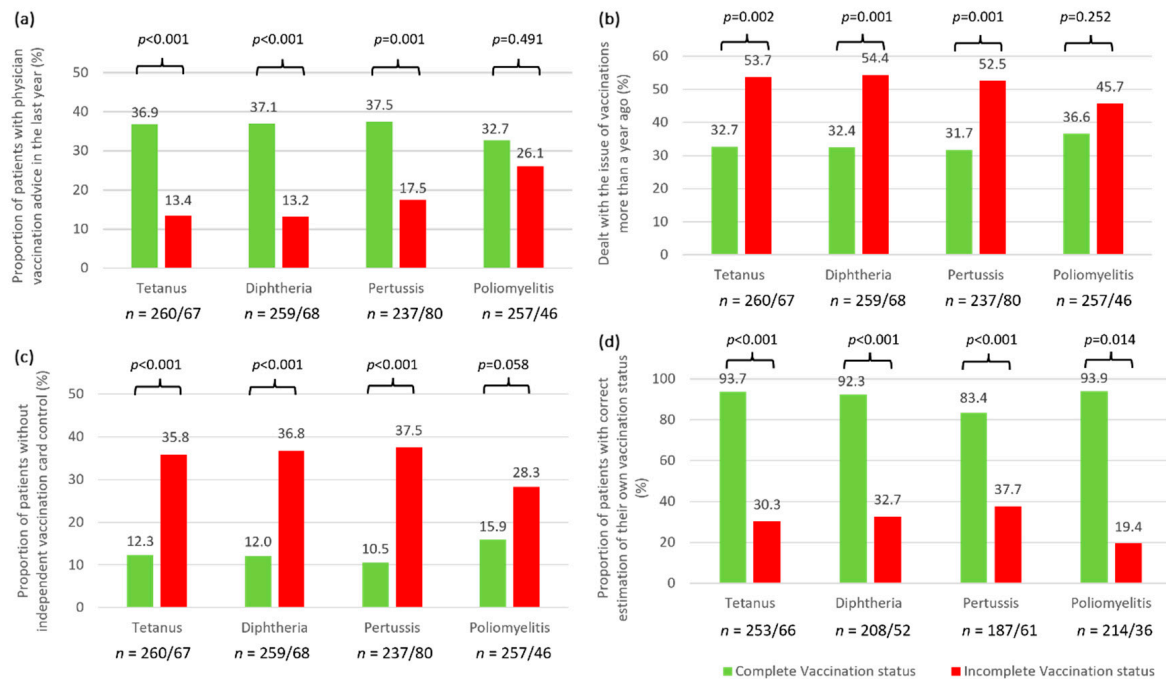 (a)
p<0.001 p<0.001 p=0.001 p=0.491
Proportion of patients with physician
vaccination advice in the last year (%)
50
40
30
20
10
0
36.9 13.4 37.1 13.2 37.5 17.5 32.7 26.1
Tetanus Diphtheria Pertussis Poliomyelitis
n = 260/67 n = 259/68 n = 237/80 n = 257/46
(b)
p=0.002 p=0.001 p=0.001 p=0.252
Dealt with the issue of vaccinations
more than a year ago (%)
60
50
40
30
20
10
0
32.7 53.7 32.4 54.4 31.7 52.5 36.6 45.7
Tetanus Diphtheria Pertussis Poliomyelitis
n = 260/67 n = 259/68 n = 237/80 n = 257/46
(c)
p<0.001 p<0.001 p<0.001 p=0.058
Proportion of patients without
independent vaccination card control (%)
50
40
30
20
10
0
12.3 35.8 12.0 36.8 10.5 37.5 15.9 28.3
Tetanus Diphtheria Pertussis Poliomyelitis
n = 260/67 n = 259/68 n = 237/80 n = 257/46
(d)
p<0.001 p<0.001 p<0.001 p=0.014
Proportion of patients with correct
estimation of their own vaccination status
(%)
100
80
60
40
20
0
93.7 30.3 92.3 32.7 83.4 37.7 93.9 19.4
Tetanus Diphtheria Pertussis Poliomyelitis
n = 253/66 n = 208/52 n = 187/61 n = 214/36
Complete Vaccination status Incomplete Vaccination status